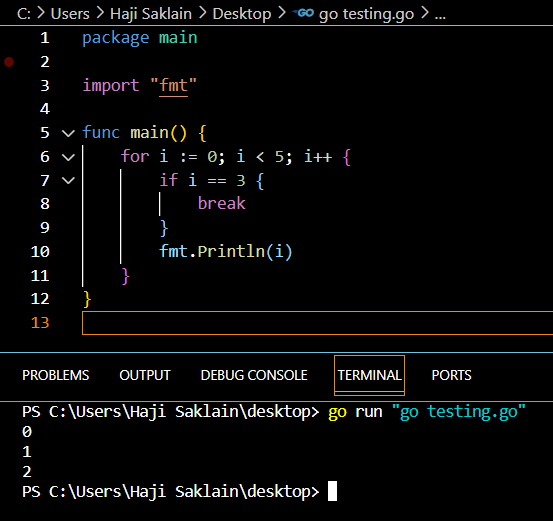 C: > Users > Haji Saklain > Desktop > GO go testing.go > ...
1 package main
2
3 import "fmt"
4
5 func main() {
6     for i := 0; i < 5; i++ {
7         if i == 3 {
8             break
9         }
10         fmt.Println(i)
11     }
12 }
13
PROBLEMS OUTPUT DEBUG CONSOLE TERMINAL PORTS
PS C:\Users\Haji Saklain\desktop> go run "go testing.go"
0
1
2
PS C:\Users\Haji Saklain\desktop>